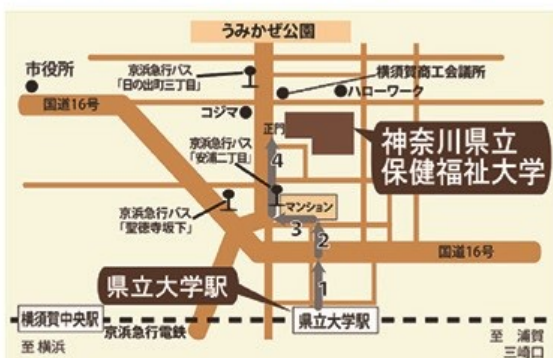 うみかぜ公園
市役所
京浜急行バス
「日の出町三丁目」
横須賀商工会議所
ハローワーク
国道16号
コジマ
正門
京浜急行バス
「安浦二丁目」
4
神奈川県立
保健福祉大学
京浜急行バス
「聖徳寺坂下」
マンション
3
2
国道16号
県立大学駅
1
横須賀中央駅
県立大学駅
京浜急行電鉄
至 横浜
至 浦賀
三崎口